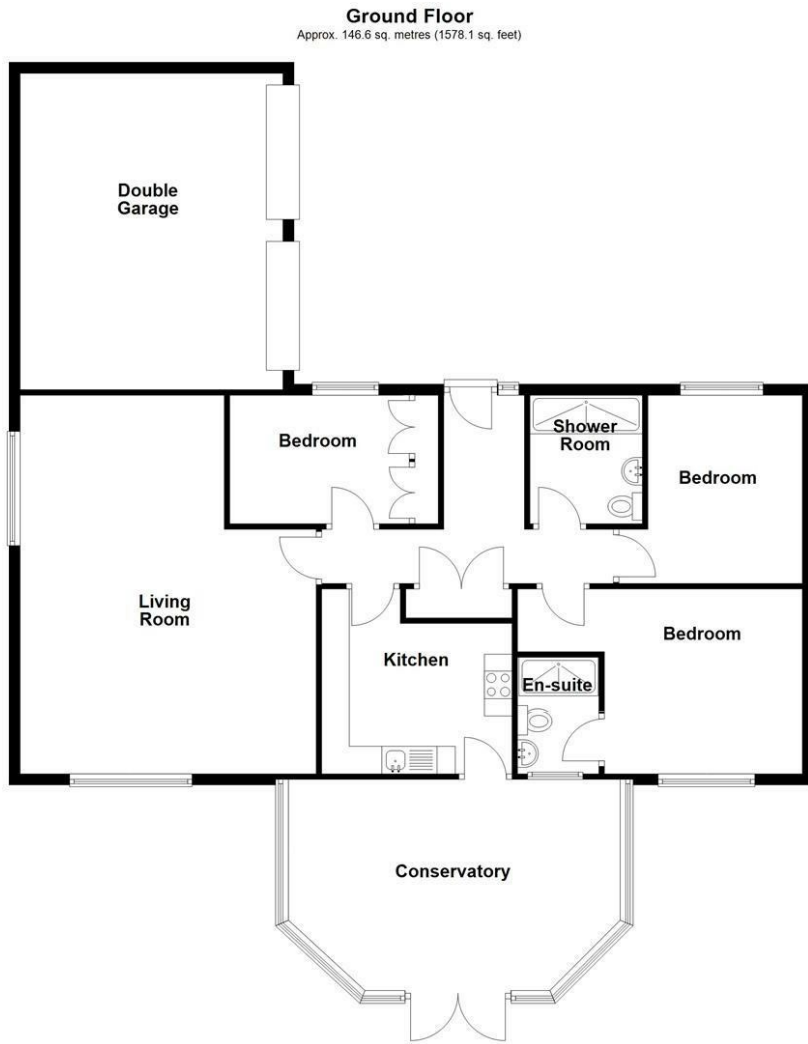 Ground Floor
Approx. 146.6 sq. metres (1578.1 sq. feet)
Double
Garage
Bedroom
Shower
Room
Bedroom
Living
Room
Kitchen
Bedroom
En-suite
Conservatory